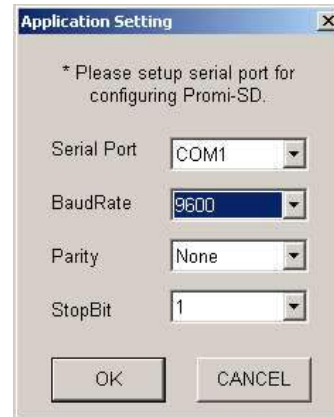 Application Setting
* Please setup serial port for
configuring Promi-SD.
Serial Port COM1
BaudRate 9600
Parity None
StopBit 1
OK CANCEL